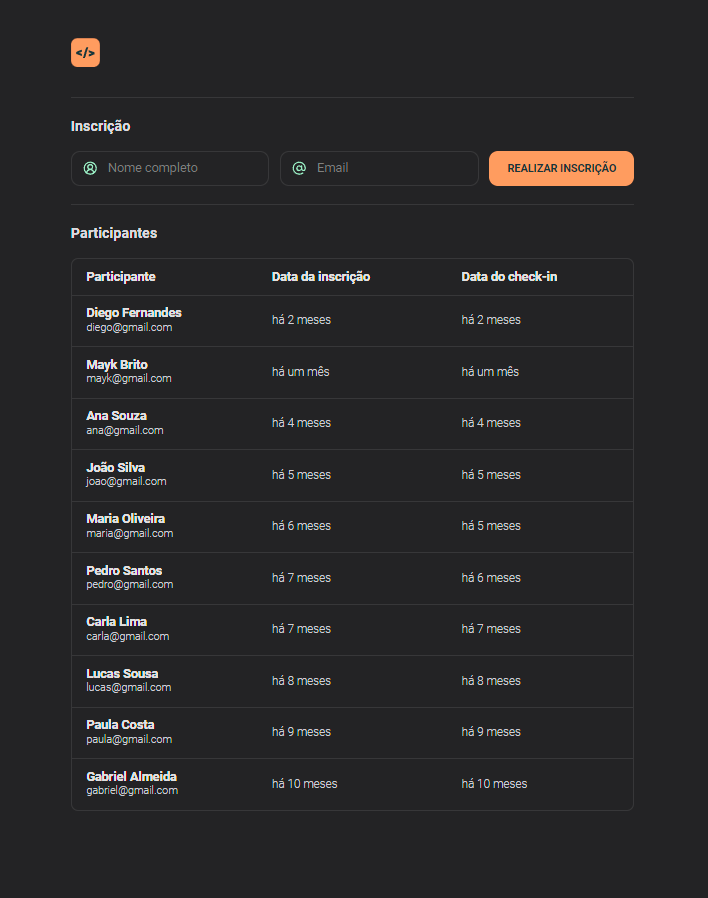 </>
Inscrição
Nome completo Email REALIZAR INSCRIÇÃO
Participantes
Participante Data da inscrição Data do check-in
Diego Fernandes
diego@gmail.com há 2 meses há 2 meses
Mayk Brito
mayk@gmail.com há um mês há um mês
Ana Souza
ana@gmail.com há 4 meses há 4 meses
João Silva
joao@gmail.com há 5 meses há 5 meses
Maria Oliveira
maria@gmail.com há 6 meses há 5 meses
Pedro Santos
pedro@gmail.com há 7 meses há 6 meses
Carla Lima
carla@gmail.com há 7 meses há 7 meses
Lucas Sousa
lucas@gmail.com há 8 meses há 8 meses
Paula Costa
paula@gmail.com há 9 meses há 9 meses
Gabriel Almeida
gabriel@gmail.com há 10 meses há 10 meses